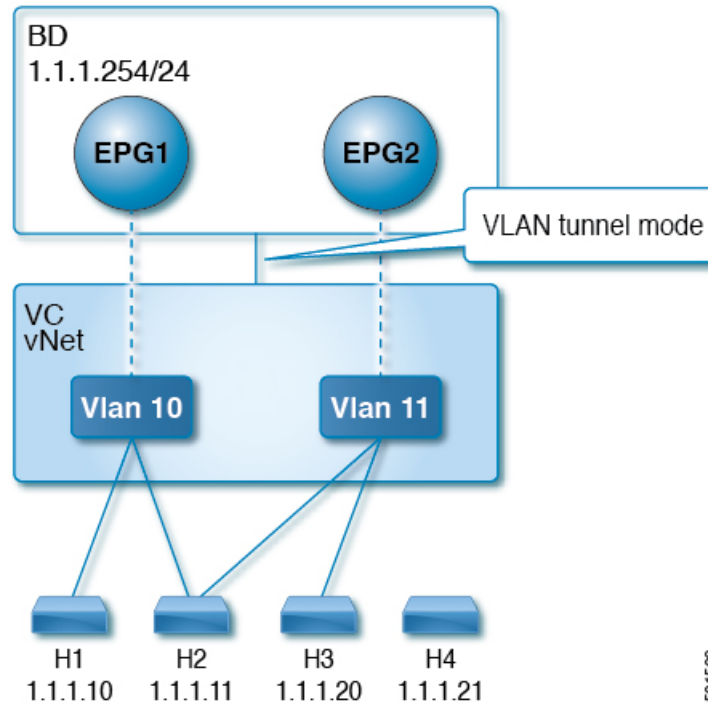 BD
1.1.1.254/24
EPG1
EPG2
VLAN tunnel mode
VC
vNet
Vlan 10
Vlan 11
H1
1.1.1.10
H2
1.1.1.11
H3
1.1.1.20
H4
1.1.1.21